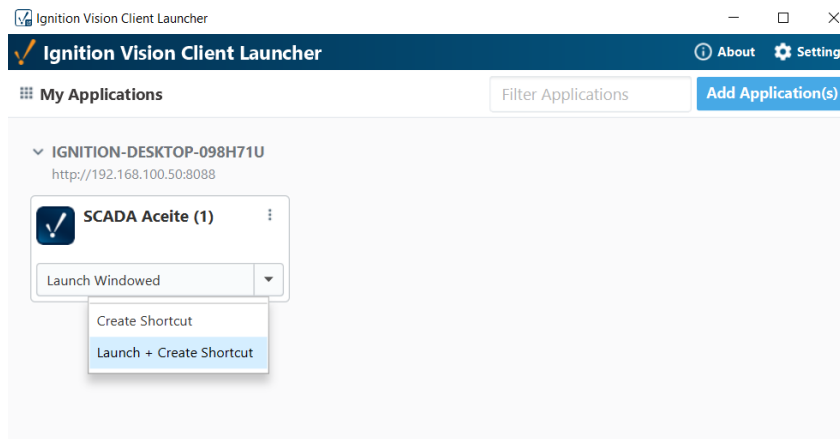 Ignition Vision Client Launcher
Ignition Vision Client Launcher
About
Setting
My Applications
Filter Applications
Add Application(s)
IGNITION-DESKTOP-098H71U
http://192.168.100.50:8088
SCADA Aceite (1)
Launch Windowed
Create Shortcut
Launch + Create Shortcut